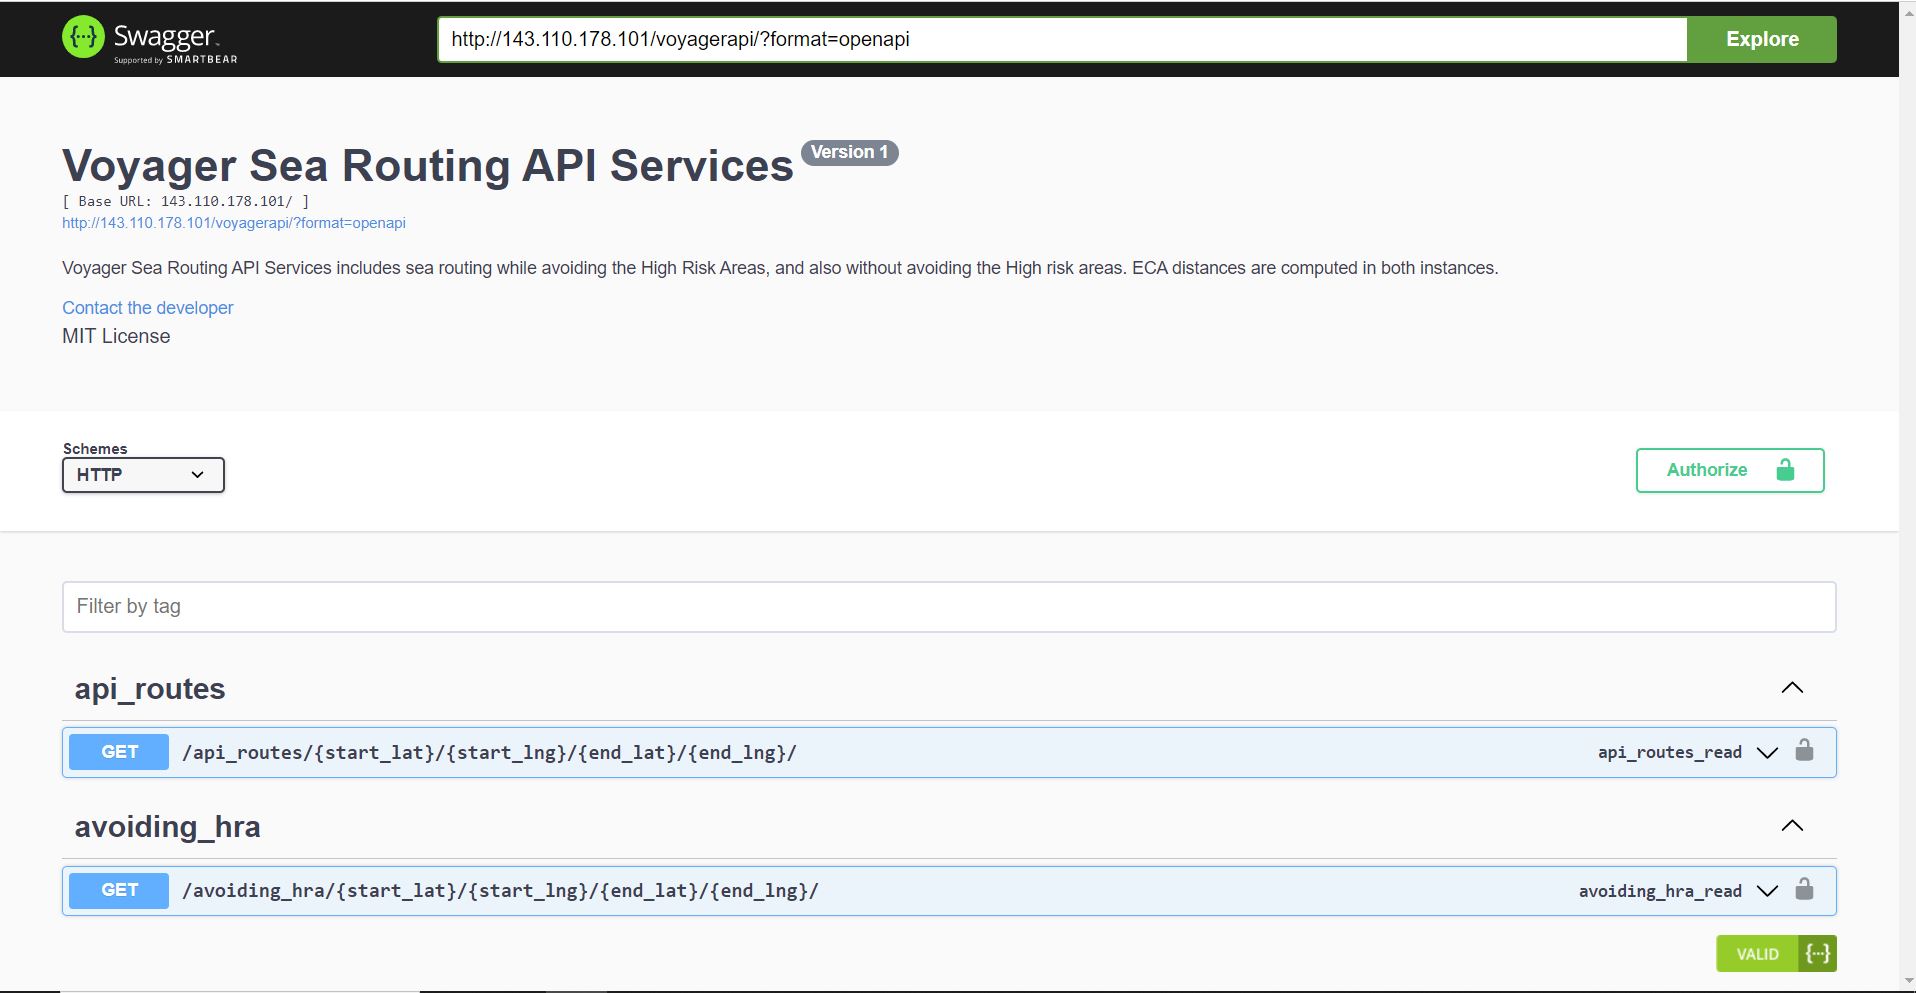 Swagger
Supported by SMARTBEAR
http://143.110.178.101/voyagerapi/?format=openapi
Explore
Voyager Sea Routing API Services Version 1
[ Base URL: 143.110.178.101/ ]
http://143.110.178.101/voyagerapi/?format=openapi
Voyager Sea Routing API Services includes sea routing while avoiding the High Risk Areas, and also without avoiding the High risk areas. ECA distances are computed in both instances.
Contact the developer
MIT License
Schemes
HTTP
Authorize
Filter by tag
api_routes
GET /api_routes/{start_lat}/{start_lng}/{end_lat}/{end_lng}/ api_routes_read
avoiding_hra
GET /avoiding_hra/{start_lat}/{start_lng}/{end_lat}/{end_lng}/ avoiding_hra_read
VALID {...}